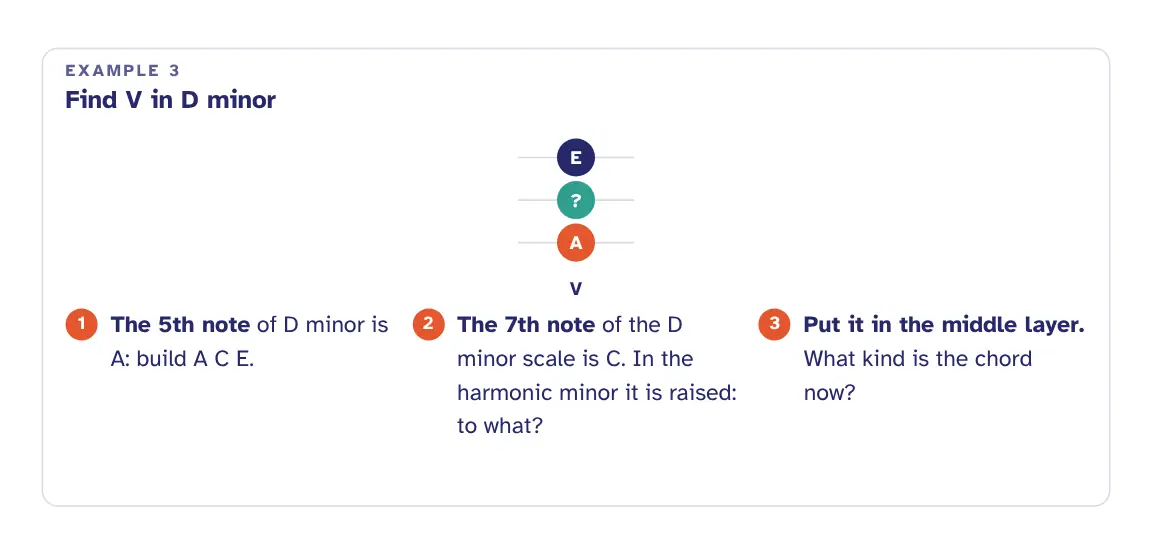 EXAMPLE 3
Find V in D minor
E
?
A
V
1
The 5th note of D minor is
A: build A C E.
2
The 7th note of the D
minor scale is C. In the
harmonic minor it is raised:
to what?
3
Put it in the middle layer.
What kind is the chord
now?